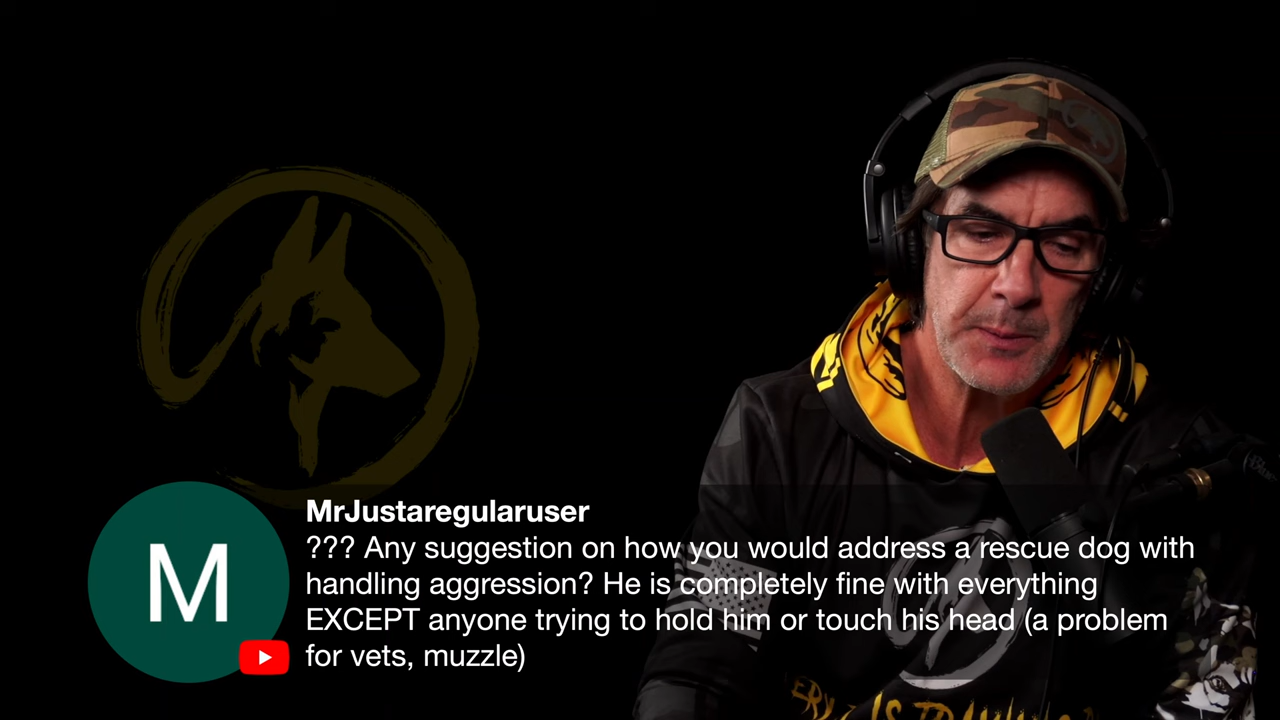 MrJustaregularuser
??? Any suggestion on how you would address a rescue dog with
handling aggression? He is completely fine with everything
EXCEPT anyone trying to hold him or touch his head (a problem
for vets, muzzle)
M